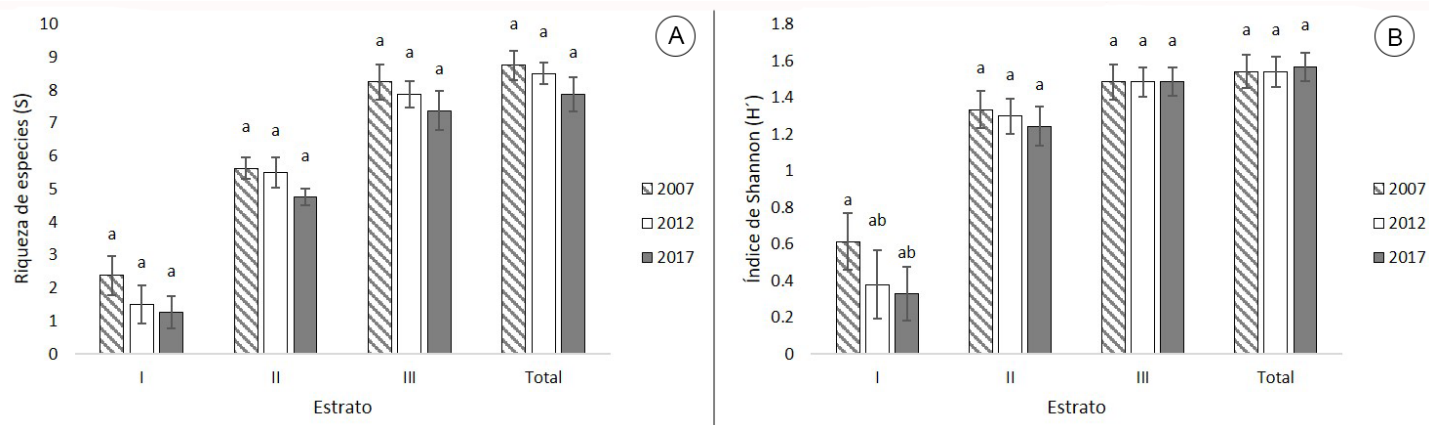 A
Riqueza de especies (S)
10
9
8
7
6
5
4
3
2
1
0
a a a
a a a
a a a
a a a
I II III Total
Estrato
2007
2012
2017
B
Índice de Shannon (H´)
1.8
1.6
1.4
1.2
1
0.8
0.6
0.4
0.2
0
a ab ab
a a a
a a a
a a a
I II III Total
Estrato
2007
2012
2017